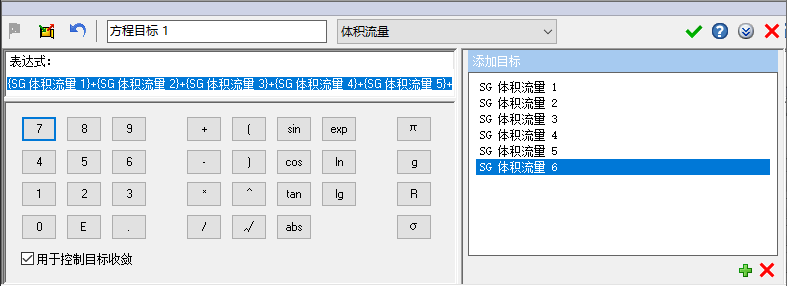 方程目标 1
体积流量
表达式：
{SG 体积流量 1}+{SG 体积流量 2}+{SG 体积流量 3}+{SG 体积流量 4}+{SG 体积流量 5}+
7 8 9 + ( sin exp π
4 5 6 - ) cos ln g
1 2 3 * ^ tan lg R
0 E . / √ abs σ
用于控制目标收敛
添加目标
SG 体积流量 1
SG 体积流量 2
SG 体积流量 3
SG 体积流量 4
SG 体积流量 5
SG 体积流量 6